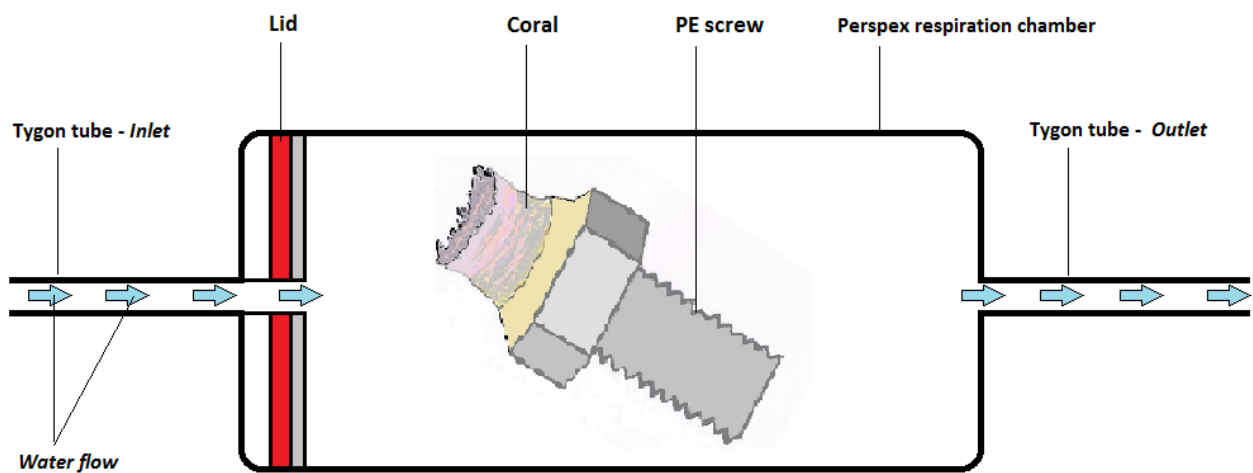 Lid
Coral
PE screw
Perspex respiration chamber
Tygon tube - Inlet
Tygon tube - Outlet
Water flow